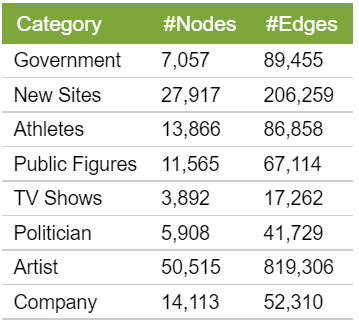 Category #Nodes #Edges
Government 7,057 89,455
New Sites 27,917 206,259
Athletes 13,866 86,858
Public Figures 11,565 67,114
TV Shows 3,892 17,262
Politician 5,908 41,729
Artist 50,515 819,306
Company 14,113 52,310